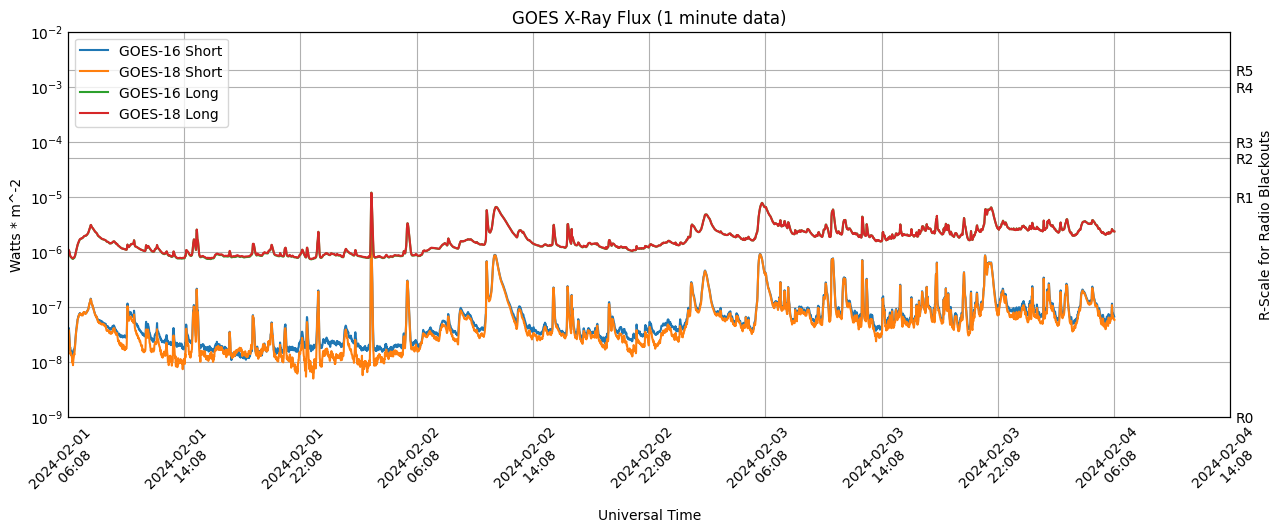 GOES X-Ray Flux (1 minute data)
GOES-16 Short
GOES-18 Short
GOES-16 Long
GOES-18 Long
Watts * m^-2
10^-2
10^-3
10^-4
10^-5
10^-6
10^-7
10^-8
10^-9
R5
R4
R3
R2
R1
R0
R-Scale for Radio Blackouts
2024-02-01
06:08
2024-02-01
14:08
2024-02-01
22:08
2024-02-02
06:08
2024-02-02
14:08
2024-02-02
22:08
2024-02-03
06:08
2024-02-03
14:08
2024-02-03
22:08
2024-02-04
06:08
2024-02-04
14:08
Universal Time